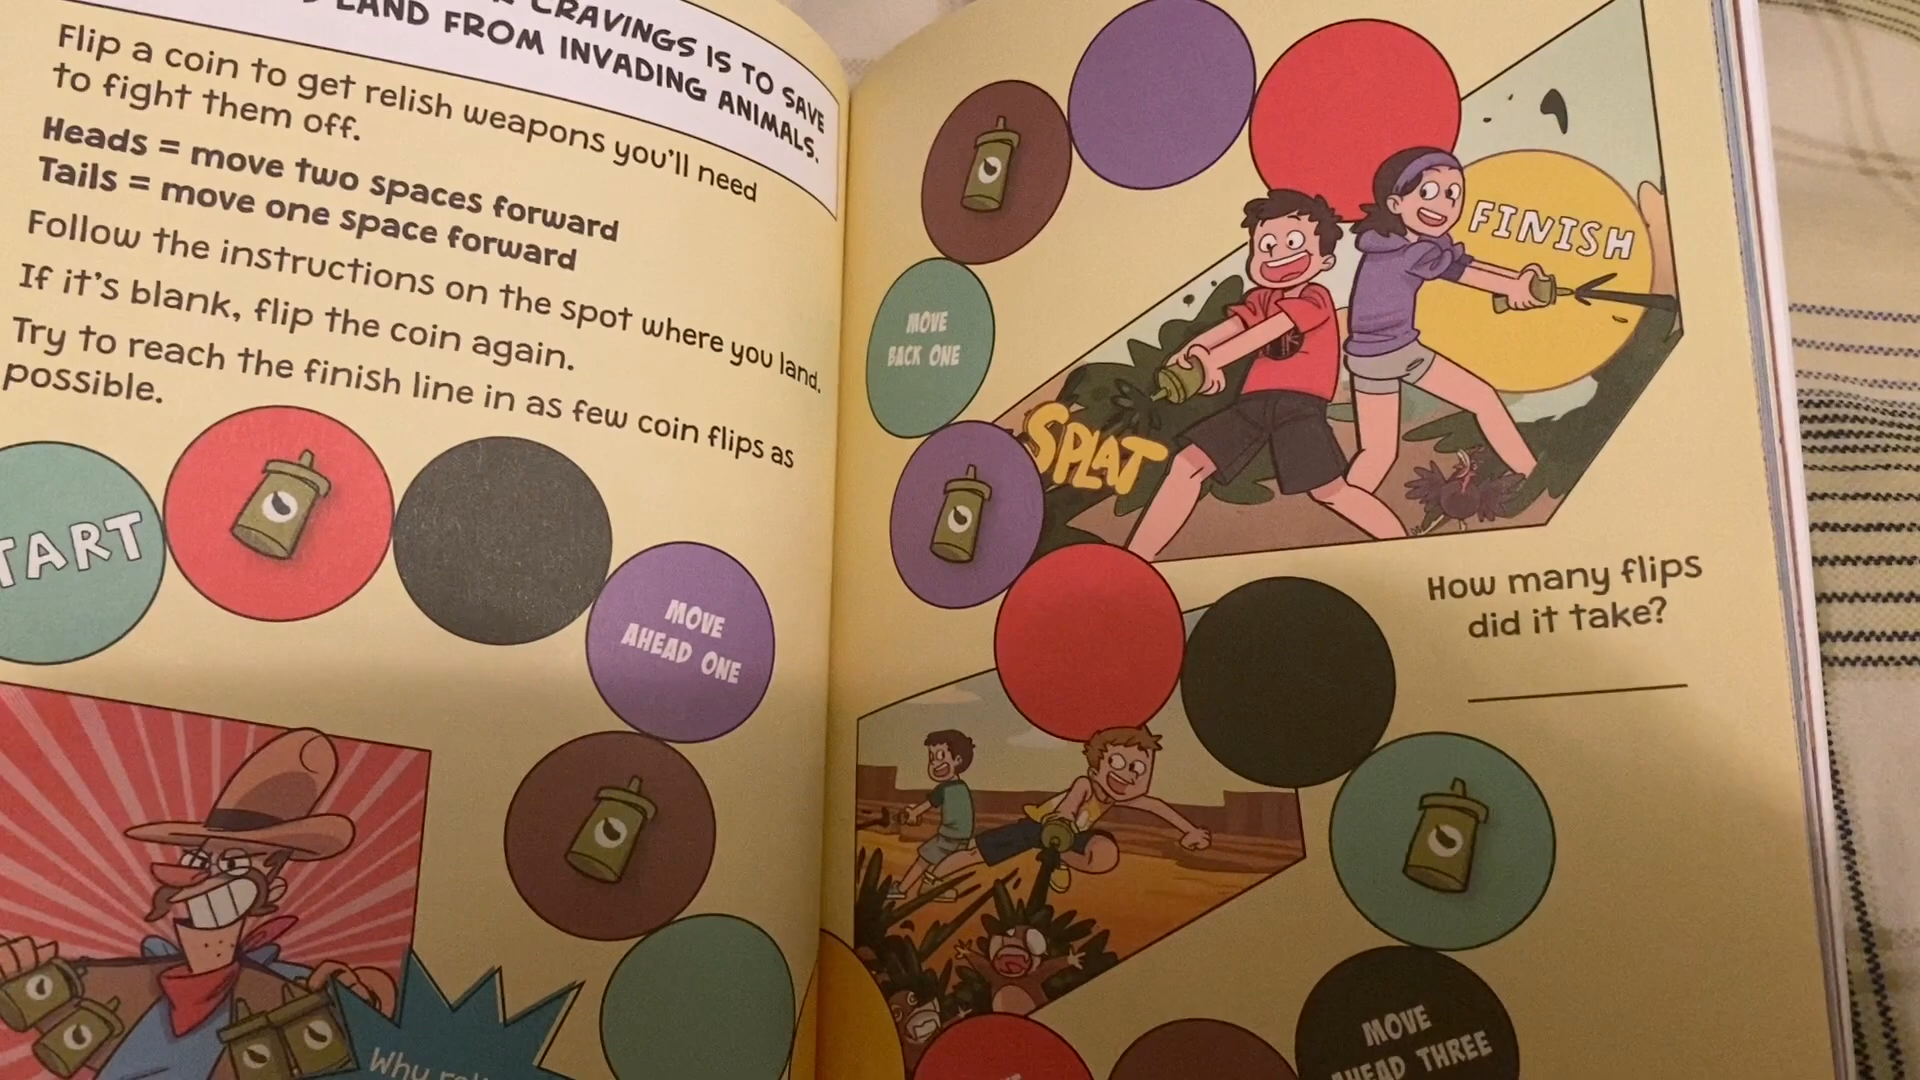 CRAVINGS IS TO SAVE
LAND FROM INVADING ANIMALS.
Flip a coin to get relish weapons you'll need
to fight them off.
Heads = move two spaces forward
Tails = move one space forward
Follow the instructions on the spot where you land.
If it's blank, flip the coin again.
Try to reach the finish line in as few coin flips as
possible.
TART
MOVE
AHEAD ONE
Why
MOVE
BACK ONE
FINISH
SPLAT
How many flips
did it take?
MOVE
AHEAD THREE